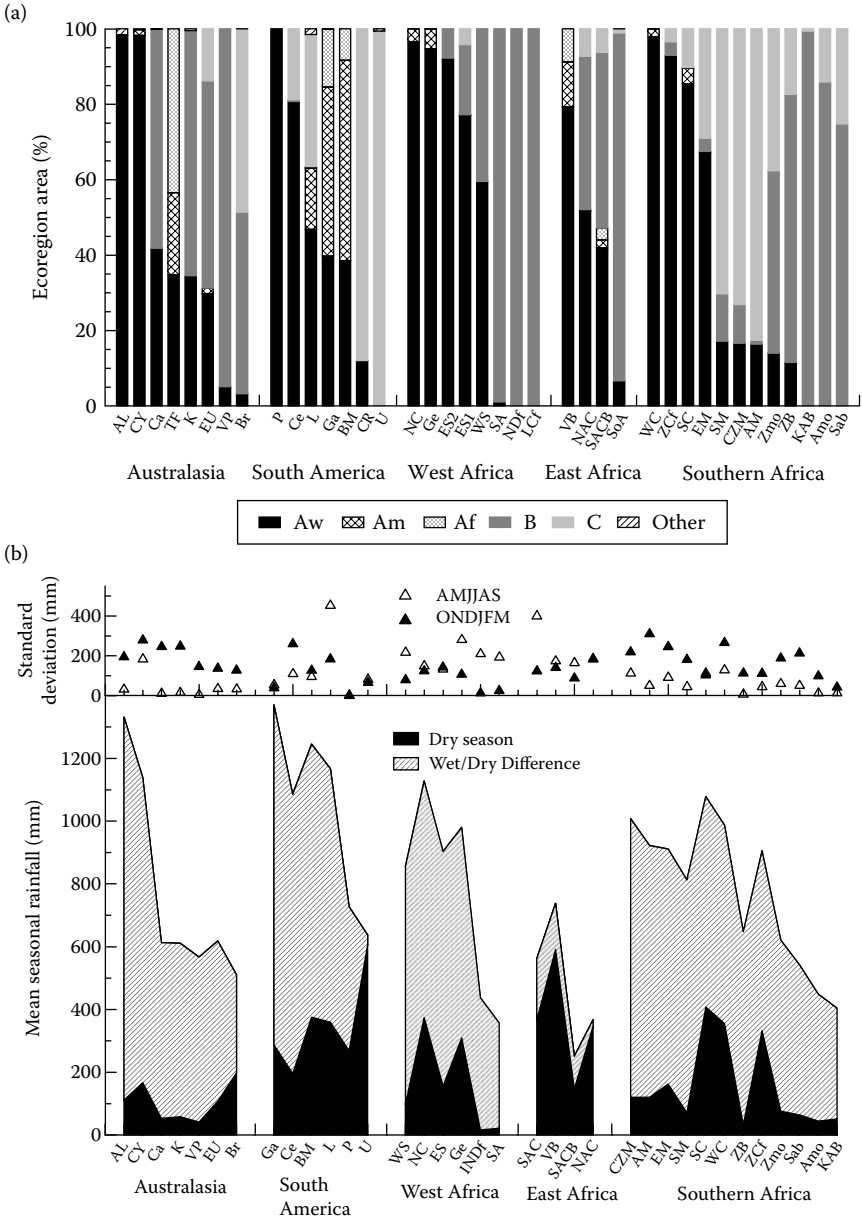 (a)
Ecoregion area (%)
100
80
60
40
20
0
AL CY Ca TF K EU VP Br
P Ce L Ga BM CR U
NC Ge ES2 ES1 WS SA NDf LCf
VB NAC SACB SoA
WC ZCf SC EM SM CZM AM Zmo ZB KAB Amo Sab
Australasia South America West Africa East Africa Southern Africa
Aw Am Af B C Other
(b)
Standard
deviation (mm)
400
200
0
AMJJAS
ONDJFM
Mean seasonal rainfall (mm)
1200
1000
800
600
400
200
0
Dry season
Wet/Dry Difference
AL CY Ca K VP EU Br
Ga Ce BM L P U
WS NC ES Ge INDf SA
SAC VB SACB NAC
CZM AM EM SM SC WC ZB ZCf Zmo Sab Amo KAB
Australasia South
America West Africa East Africa Southern Africa